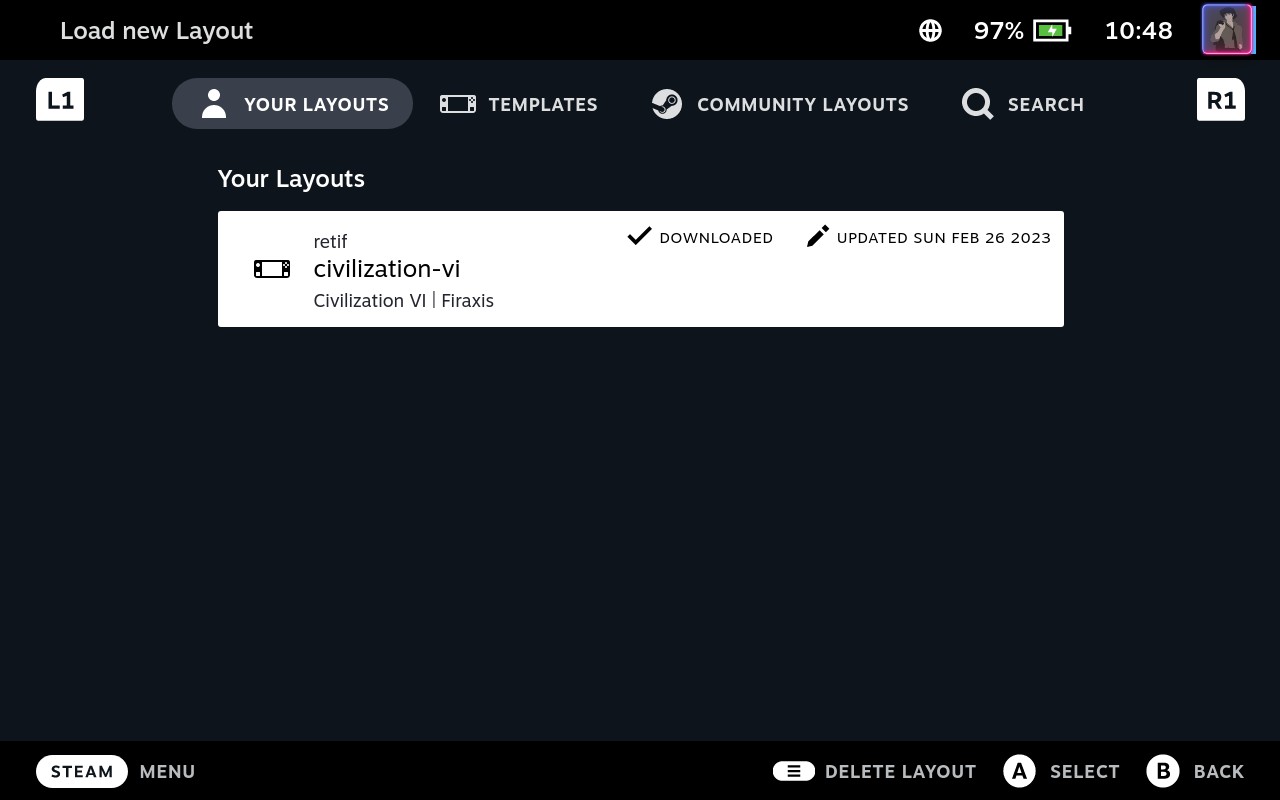 Load new Layout 97% 10:48
L1 YOUR LAYOUTS TEMPLATES COMMUNITY LAYOUTS SEARCH R1
Your Layouts
retif DOWNLOADED UPDATED SUN FEB 26 2023
civilization-vi
Civilization VI | Firaxis
STEAM MENU DELETE LAYOUT A SELECT B BACK